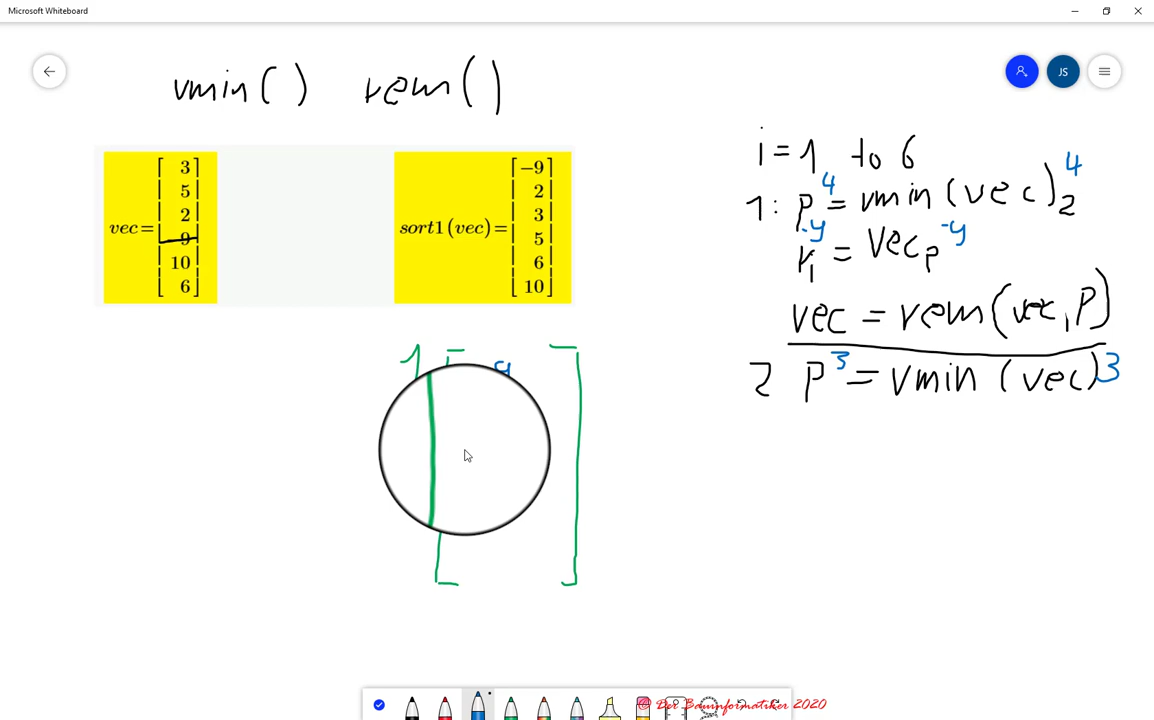 Microsoft Whiteboard
vmin() rem()
JS
vec =
3
5
2
9
10
6
sort1(vec) =
-9
2
3
5
6
10
i = 1 to 6
1: P 4 = vmin(vec)2 4
-9 r1 = vecP -9
vec = rem(vec,P)
2 P 3 = vmin(vec) 3
1
© Der Bauinformatiker 2020